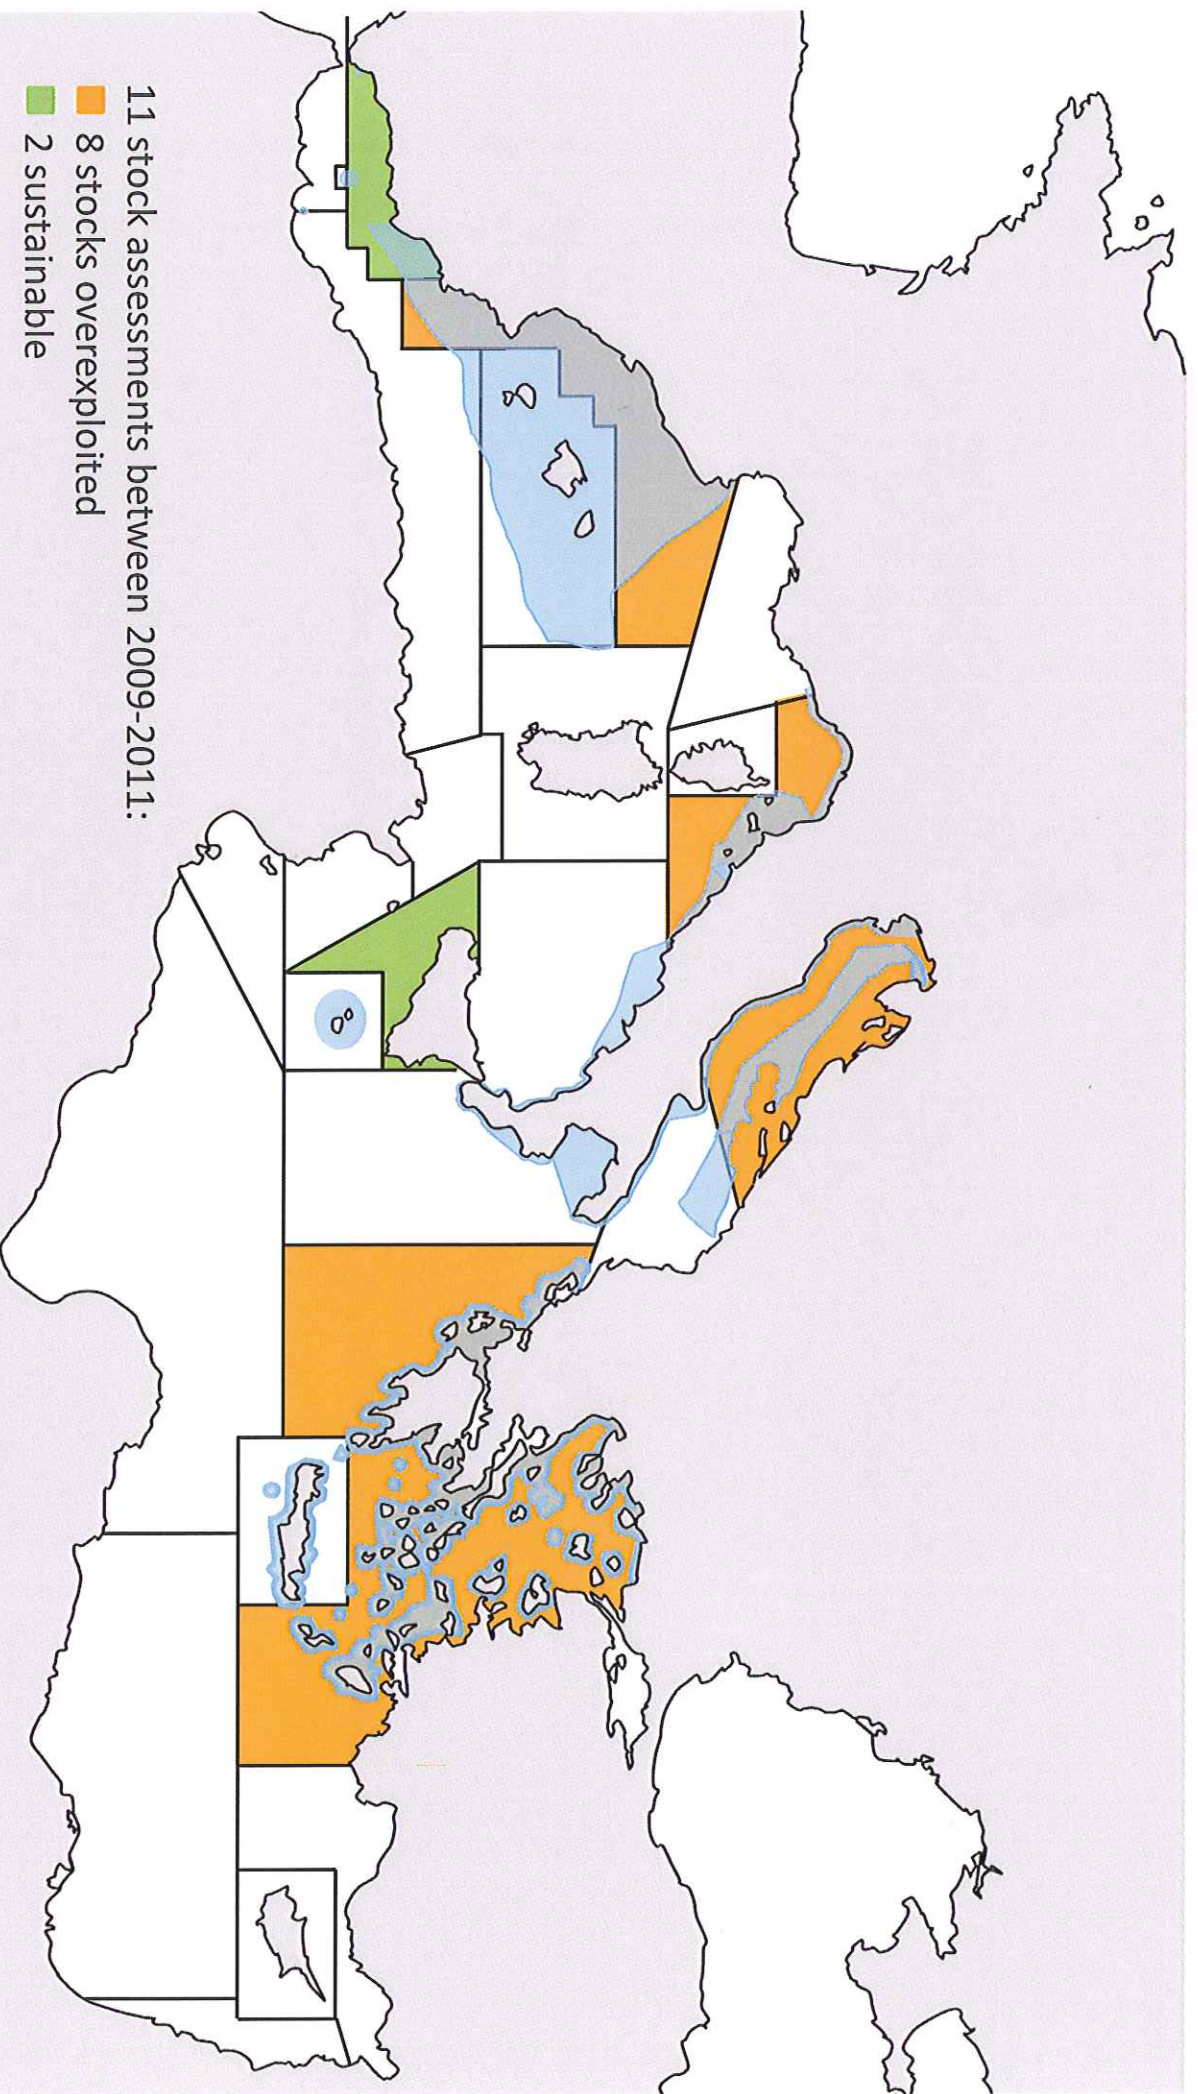 11 stock assessments between 2009-2011:
8 stocks overexploited
2 sustainable